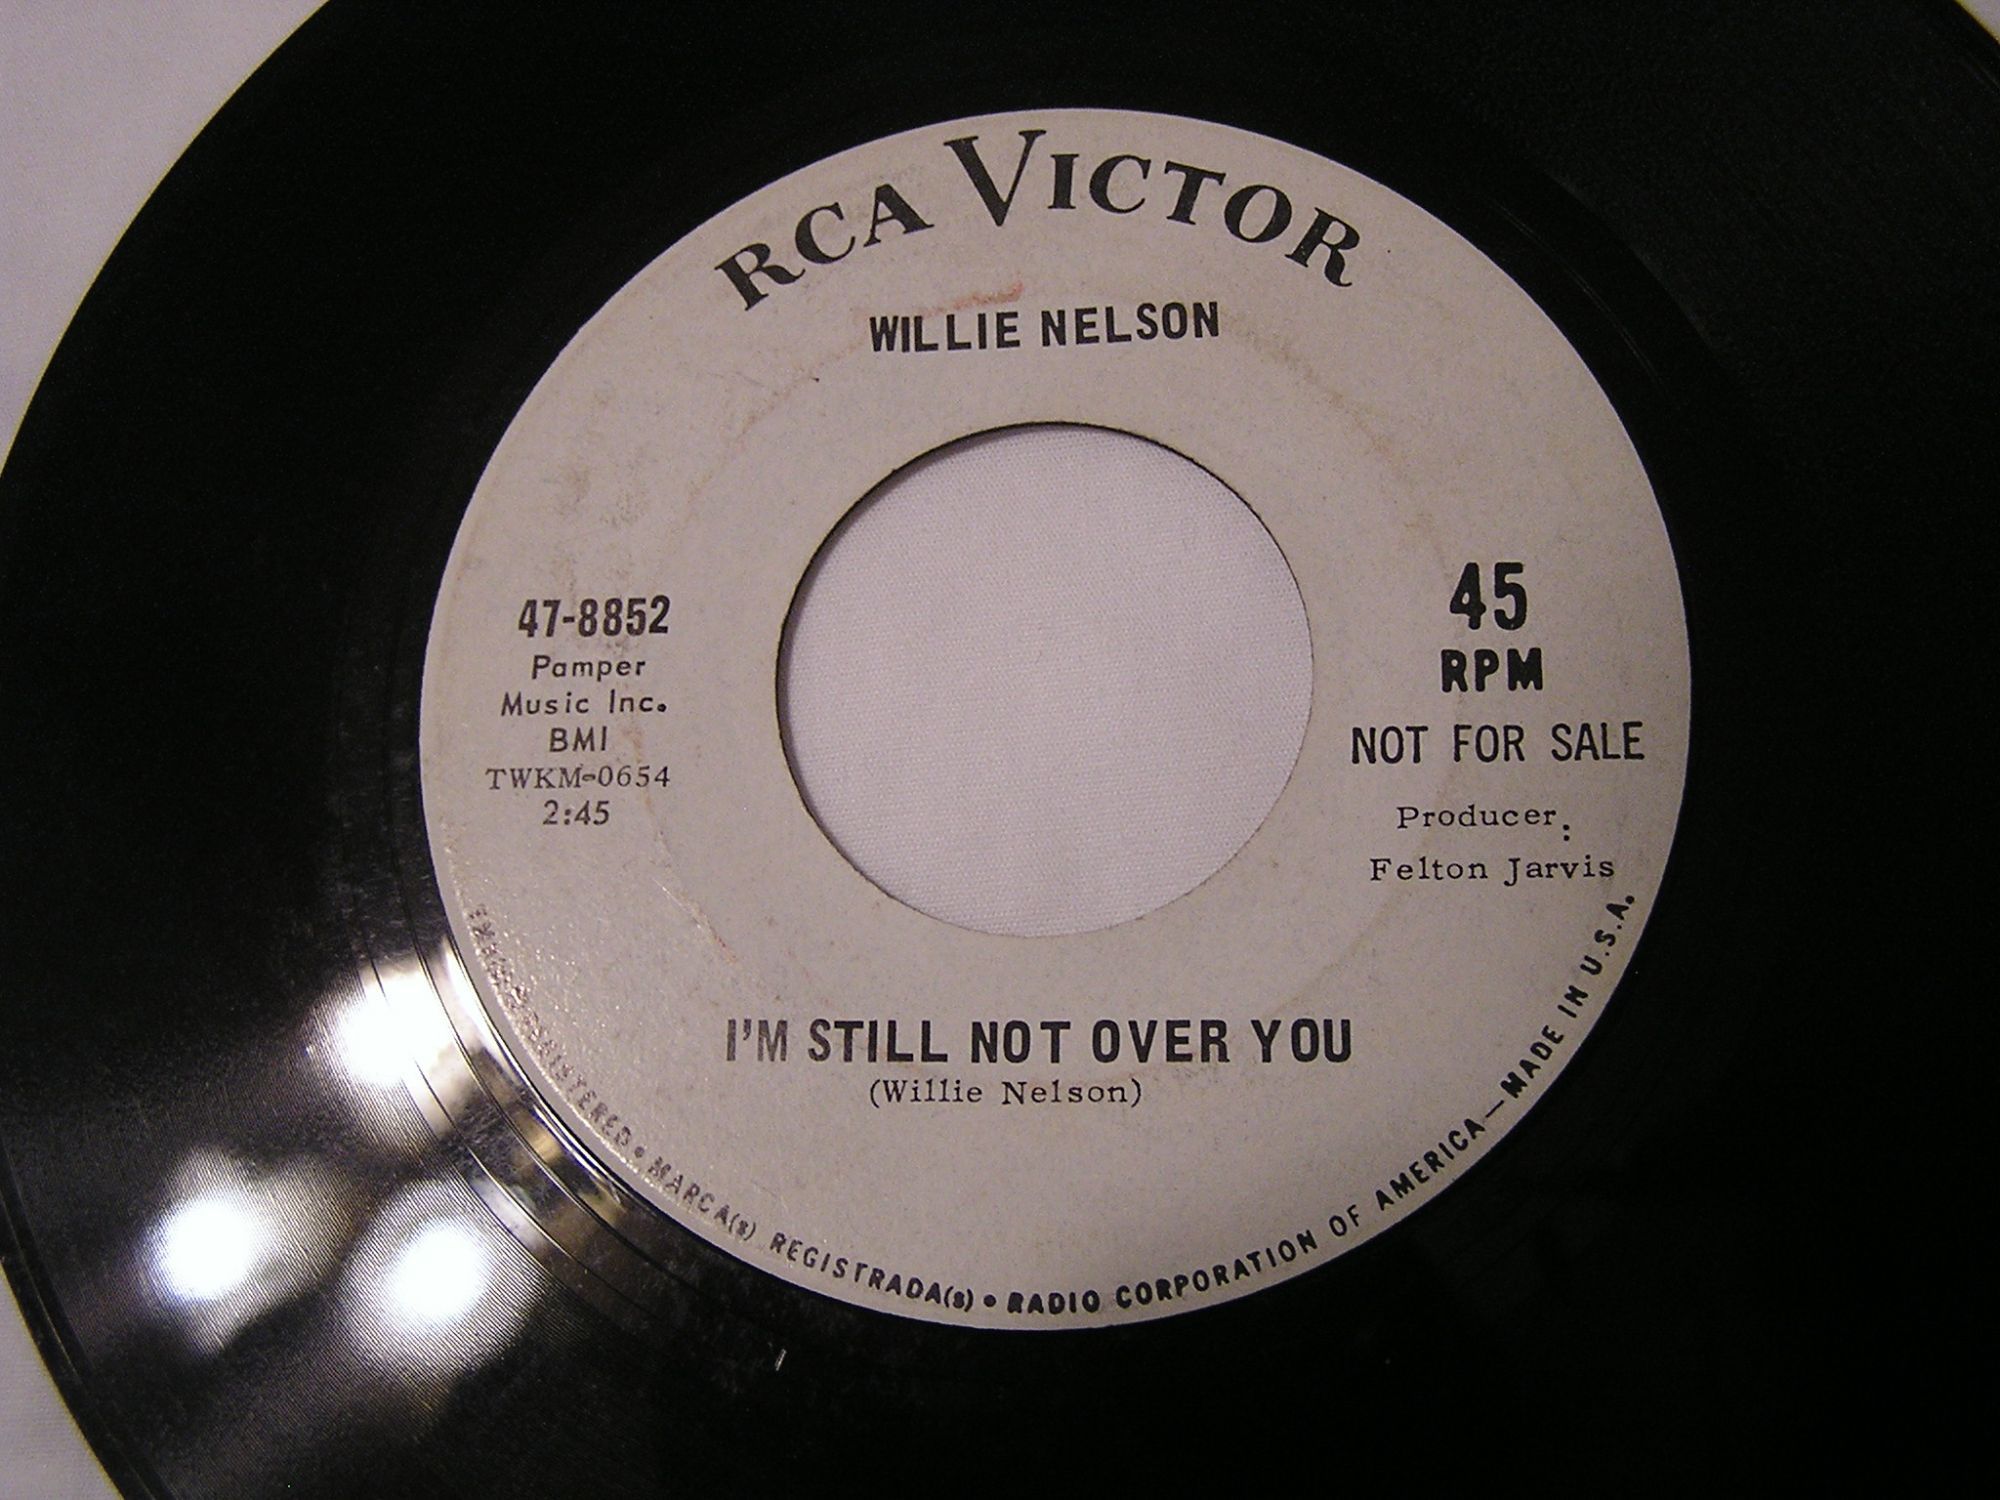 RCA VICTOR
WILLIE NELSON
47-8852
Pamper
Music Inc.
BMI
TWKM-0654
2:45
45
RPM
NOT FOR SALE
Producer:
Felton Jarvis
I'M STILL NOT OVER YOU
(Willie Nelson)
REGISTERED • MARCA(s) REGISTRADA(s) • RADIO CORPORATION OF AMERICA—MADE IN U.S.A.